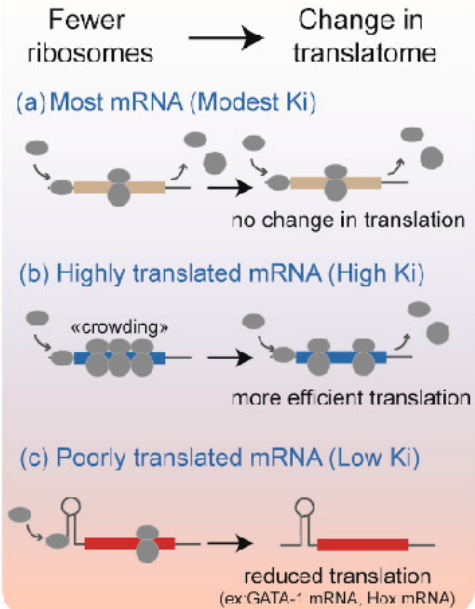 Fewer ribosomes
Change in translatome
(a) Most mRNA (Modest Ki)
no change in translation
(b) Highly translated mRNA (High Ki)
«crowding»
more efficient translation
(c) Poorly translated mRNA (Low Ki)
reduced translation
(ex:GATA-1 mRNA, Hox mRNA)